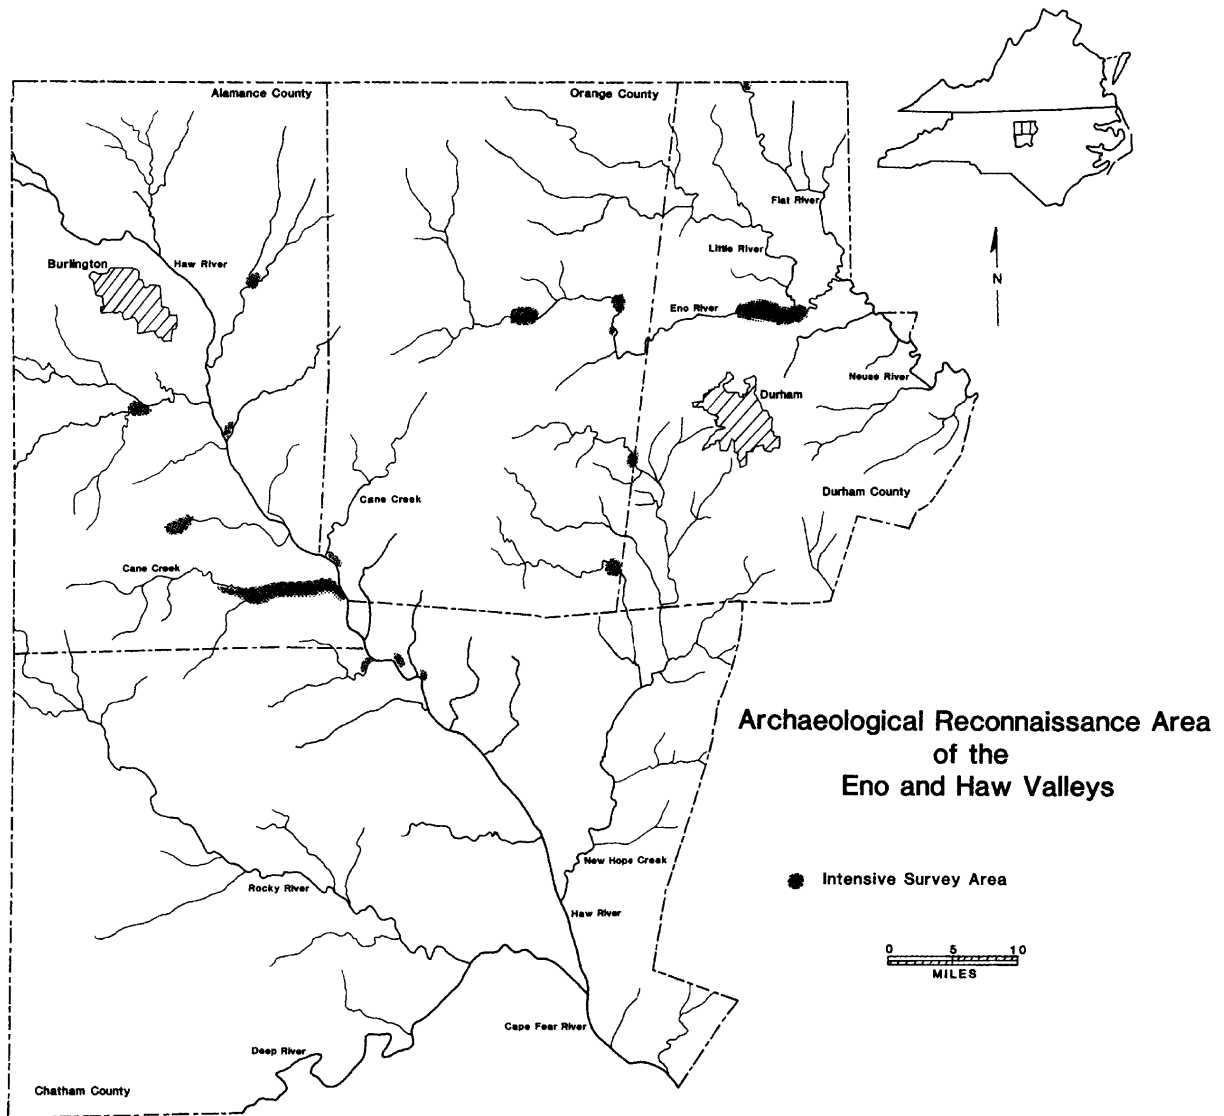 Alamance County
Orange County
Flat River
Little River
Burlington
Haw River
N
Eno River
Neuse River
Durham
Cane Creek
Durham County
Cane Creek
Archaeological Reconnaissance Area
of the
Eno and Haw Valleys
New Hope Creek
Intensive Survey Area
Rocky River
Haw River
0 5 10
MILES
Cape Fear River
Deep River
Chatham County